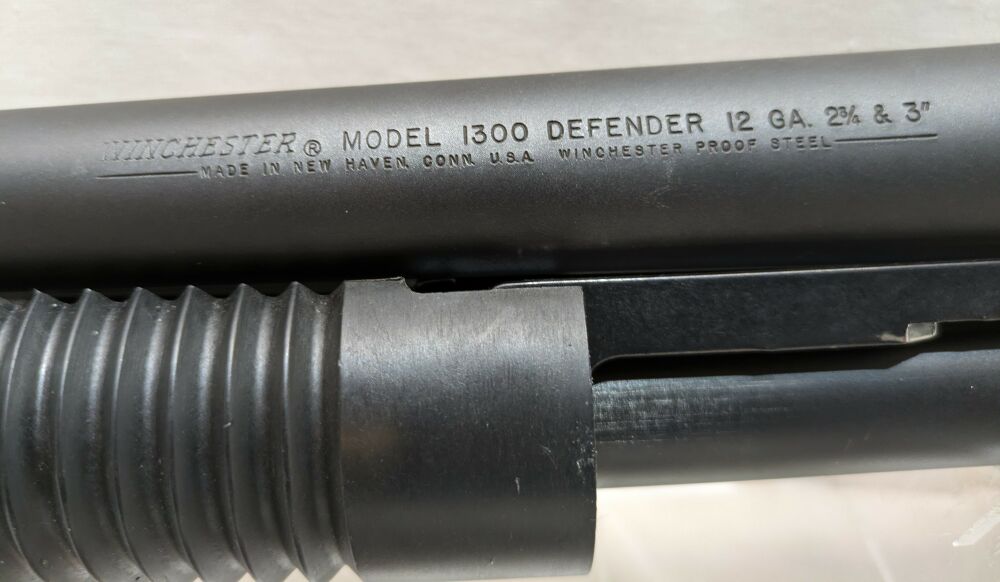 WINCHESTER® MODEL 1300 DEFENDER 12 GA. 2¾ & 3"
MADE IN NEW HAVEN, CONN. U.S.A. WINCHESTER PROOF STEEL